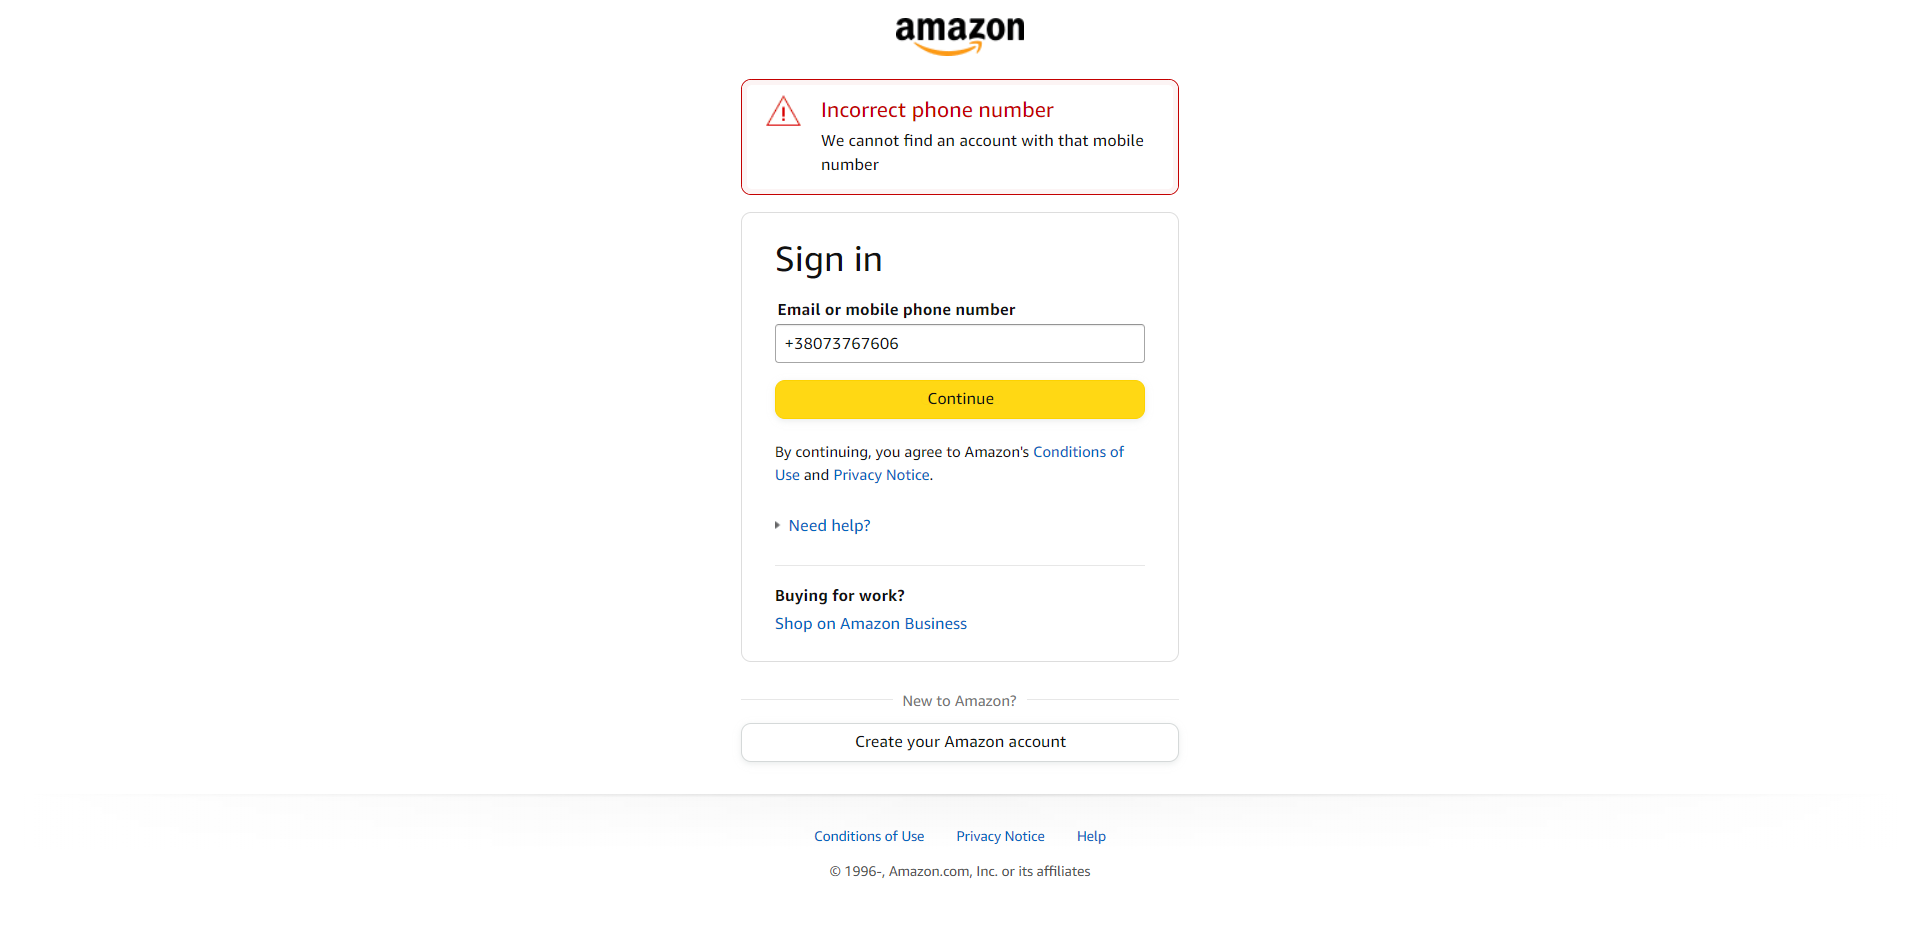 amazon
Incorrect phone number
We cannot find an account with that mobile
number
Sign in
Email or mobile phone number
+38073767606
Continue
By continuing, you agree to Amazon's Conditions of
Use and Privacy Notice.
Need help?
Buying for work?
Shop on Amazon Business
New to Amazon?
Create your Amazon account
Conditions of Use Privacy Notice Help
© 1996-, Amazon.com, Inc. or its affiliates